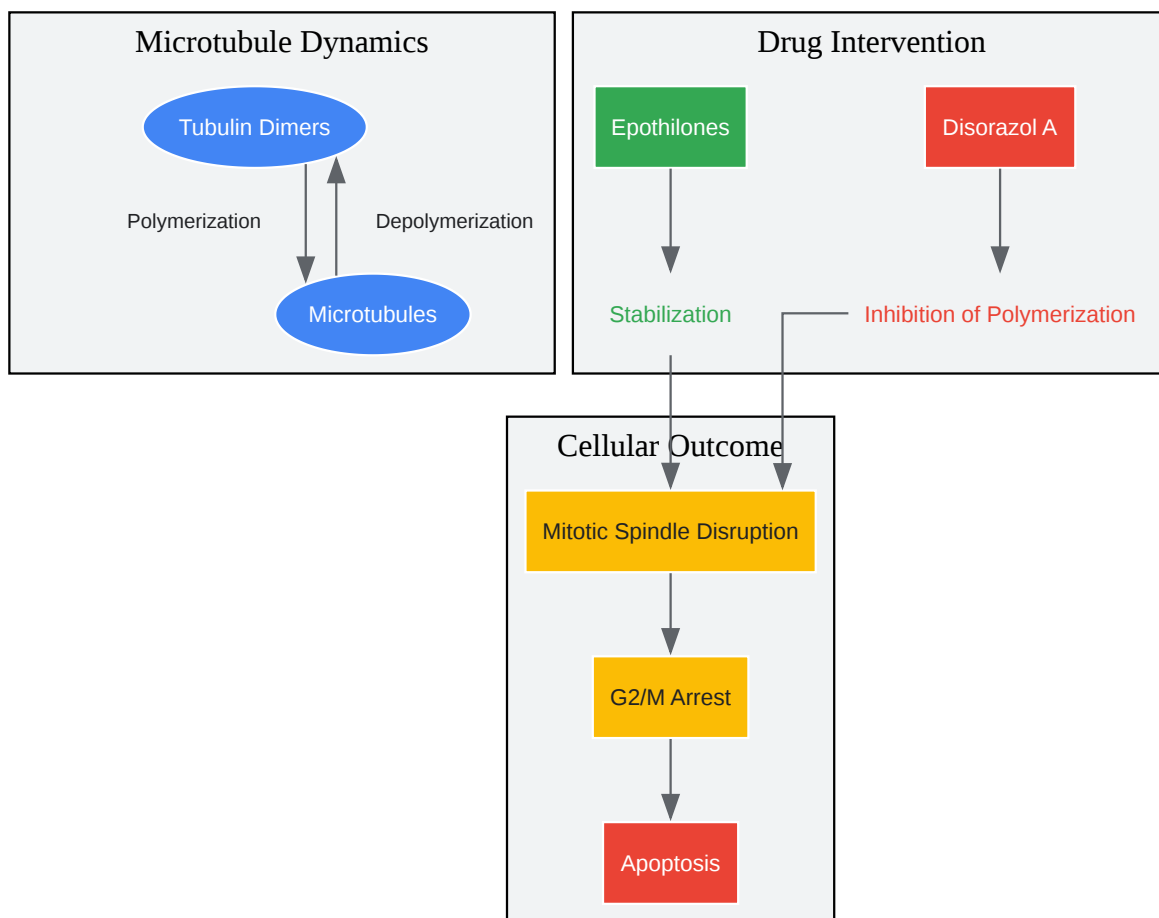 Microtubule Dynamics
Tubulin Dimers
Polymerization
Depolymerization
Microtubules
Drug Intervention
Epothilones
Disorazol A
Stabilization
Inhibition of Polymerization
Cellular Outcome
Mitotic Spindle Disruption
G2/M Arrest
Apoptosis